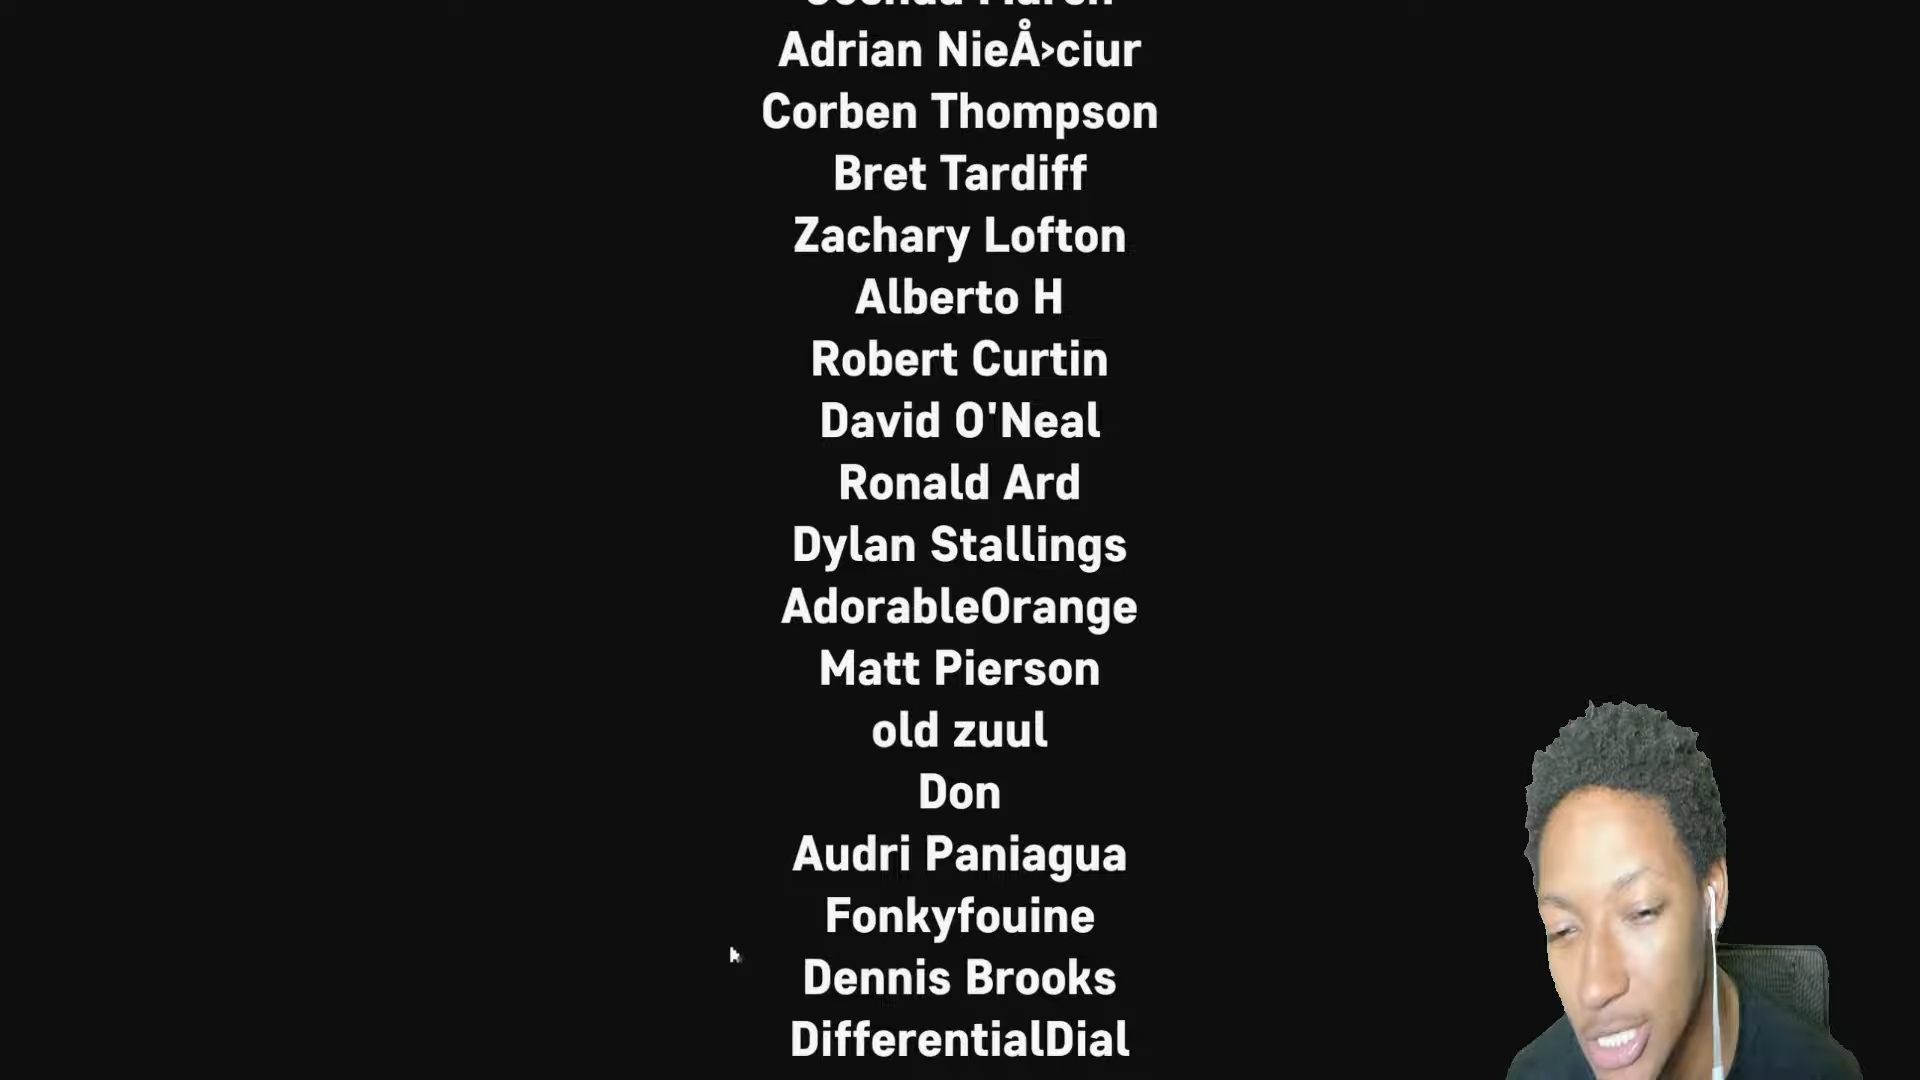 Adrian NieÅ›ciur
Corben Thompson
Bret Tardiff
Zachary Lofton
Alberto H
Robert Curtin
David O'Neal
Ronald Ard
Dylan Stallings
AdorableOrange
Matt Pierson
old zuul
Don
Audri Paniagua
Fonkyfouine
Dennis Brooks
DifferentialDial